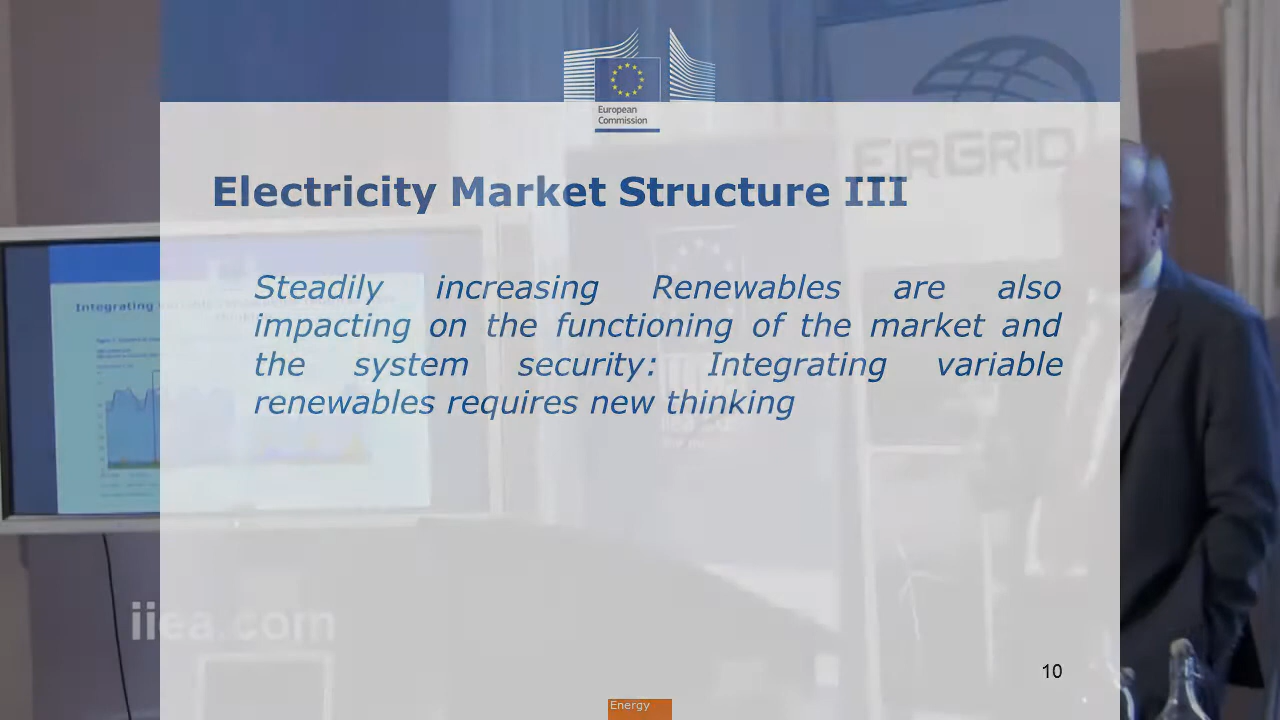 European
Commission
EIRGRID
Electricity Market Structure III
Steadily increasing Renewables are also
impacting on the functioning of the market and
the system security: Integrating variable
renewables requires new thinking
Integrating
iiea.com
10
Energy